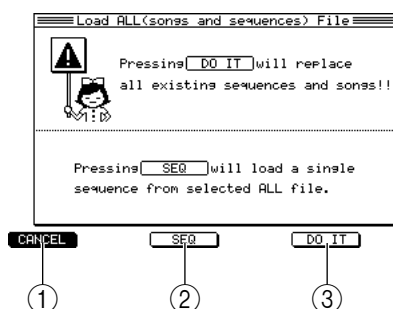 Load ALL(songs and sequences) File
Pressing DO IT will replace
all existing sequences and songs!!
Pressing SEQ will load a single
sequence from selected ALL file.
CANCEL SEQ DO IT
1 2 3